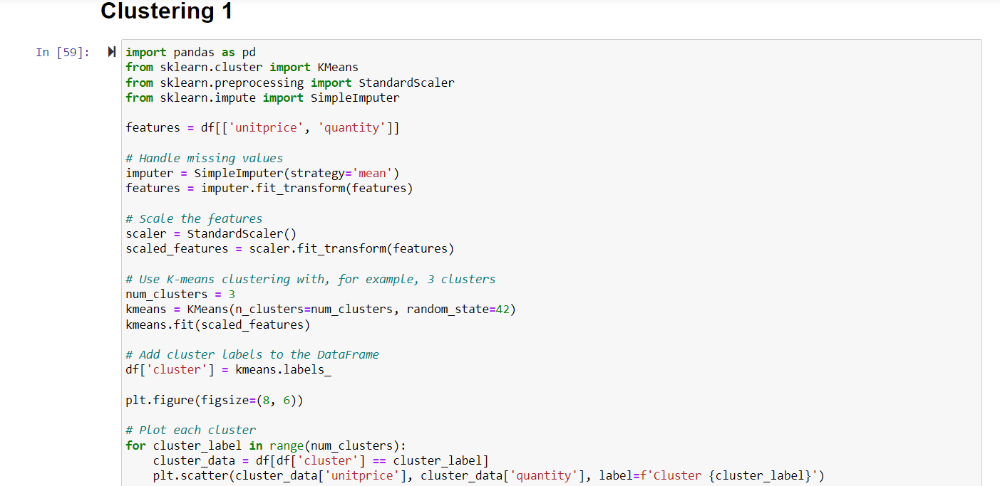 Clustering 1
In [59]:
import pandas as pd
from sklearn.cluster import KMeans
from sklearn.preprocessing import StandardScaler
from sklearn.impute import SimpleImputer
features = df[['unitprice', 'quantity']]
# Handle missing values
imputer = SimpleImputer(strategy='mean')
features = imputer.fit_transform(features)
# Scale the features
scaler = StandardScaler()
scaled_features = scaler.fit_transform(features)
# Use K-means clustering with, for example, 3 clusters
num_clusters = 3
kmeans = KMeans(n_clusters=num_clusters, random_state=42)
kmeans.fit(scaled_features)
# Add cluster labels to the DataFrame
df['cluster'] = kmeans.labels_
plt.figure(figsize=(8, 6))
# Plot each cluster
for cluster_label in range(num_clusters):
    cluster_data = df[df['cluster'] == cluster_label]
    plt.scatter(cluster_data['unitprice'], cluster_data['quantity'], label=f'Cluster {cluster_label}')